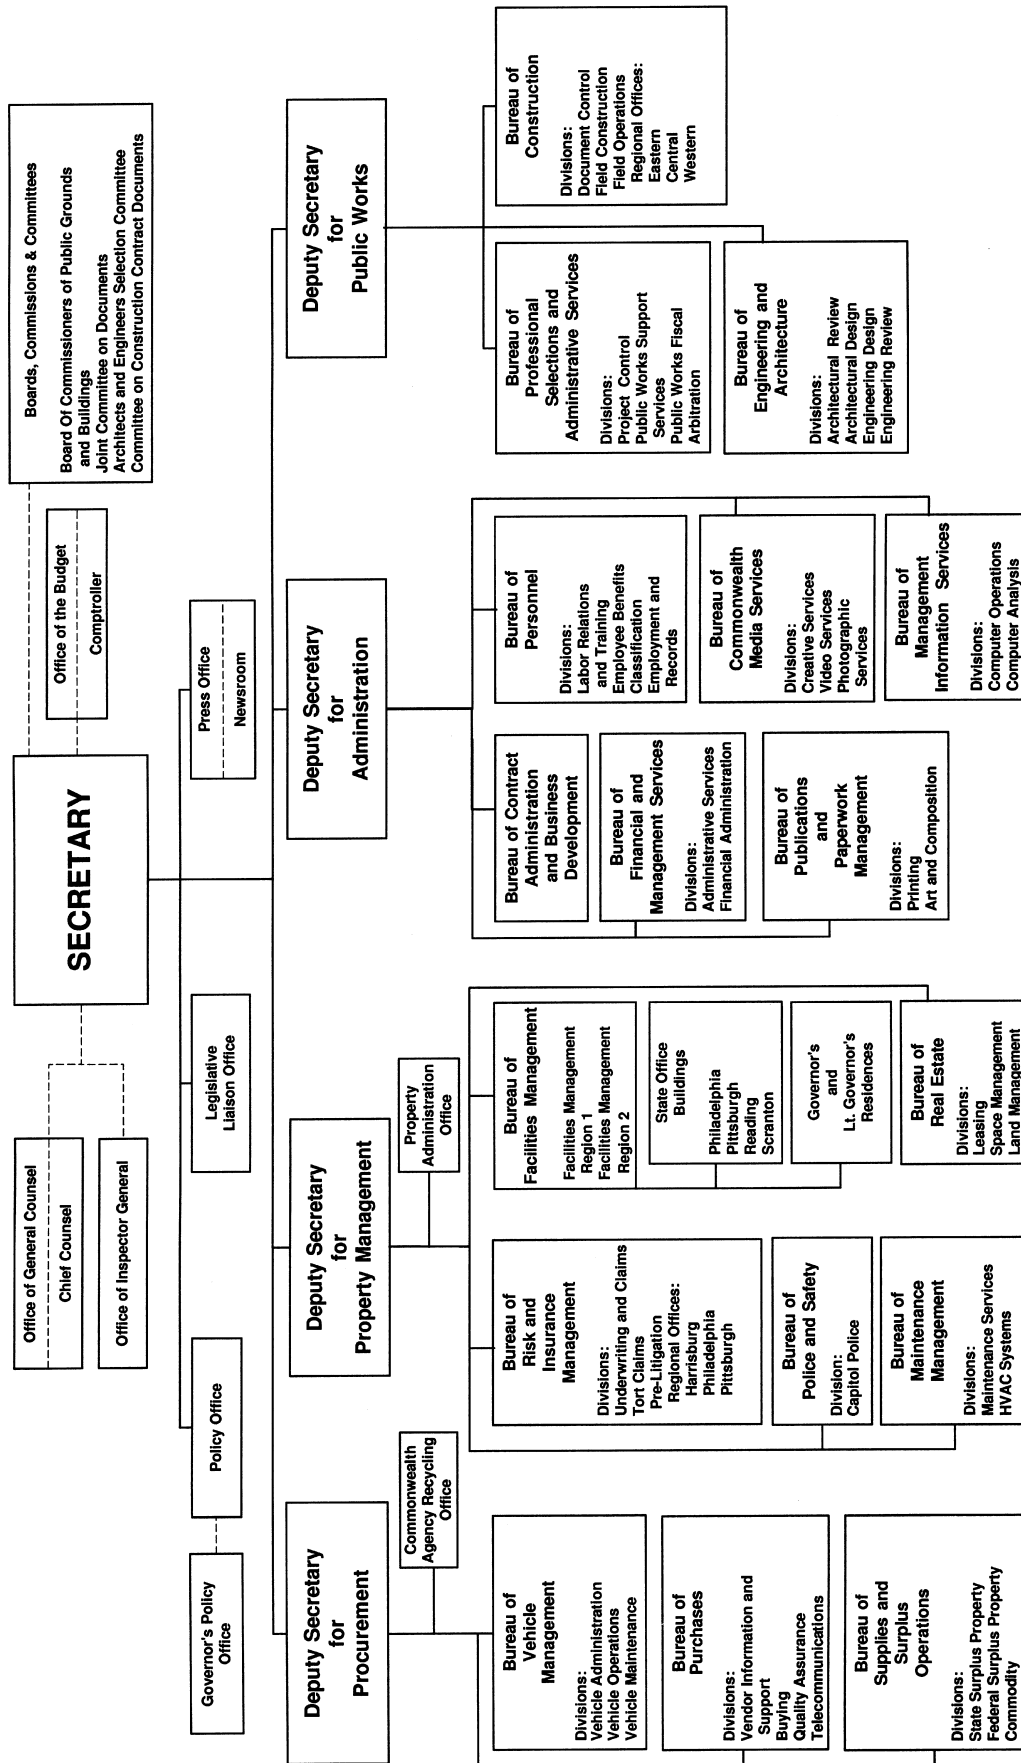 Boards, Commissions & Committees
Board Of Commissioners of Public Grounds
and Buildings
Joint Committee on Documents
Architects and Engineers Selection Committee
Committee on Construction Contract Documents
Office of the Budget
Comptroller
SECRETARY
Office of General Counsel
Chief Counsel
Office of Inspector General
Governor's Policy
Office
Policy Office
Legislative
Liaison Office
Press Office
Newsroom
Deputy Secretary
for
Procurement
Commonwealth
Agency Recycling
Office
Bureau of
Vehicle
Management
Divisions:
Vehicle Administration
Vehicle Operations
Vehicle Maintenance
Bureau of
Purchases
Divisions:
Vendor Information and
Support
Buying
Quality Assurance
Telecommunications
Bureau of
Supplies and
Surplus
Operations
Divisions:
State Surplus Property
Federal Surplus Property
Commodity
Deputy Secretary
for
Property Management
Property
Administration
Office
Bureau of
Risk and
Insurance
Management
Divisions:
Underwriting and Claims
Tort Claims
Pre-Litigation
Regional Offices:
Harrisburg
Philadelphia
Pittsburgh
Bureau of
Police and Safety
Division:
Capitol Police
Bureau of
Maintenance
Management
Divisions:
Maintenance Services
HVAC Systems
Bureau of
Facilities Management
Facilities Management
Region 1
Facilities Management
Region 2
State Office
Buildings
Philadelphia
Pittsburgh
Reading
Scranton
Governor's
and
Lt. Governor's
Residences
Bureau of
Real Estate
Divisions:
Leasing
Space Management
Land Management
Deputy Secretary
for
Administration
Bureau of Contract
Administration
and Business
Development
Bureau of
Financial and
Management Services
Divisions:
Administrative Services
Financial Administration
Bureau of
Publications
and
Paperwork
Management
Divisions:
Printing
Art and Composition
Bureau of
Personnel
Divisions:
Labor Relations
and Training
Employee Benefits
Classification
Employment and
Records
Bureau of
Commonwealth
Media Services
Divisions:
Creative Services
Video Services
Photographic
Services
Bureau of
Management
Information Services
Divisions:
Computer Operations
Computer Analysis
Deputy Secretary
for
Public Works
Bureau of
Professional
Selections and
Administrative Services
Divisions:
Project Control
Public Works Support
Services
Public Works Fiscal
Arbitration
Bureau of
Engineering and
Architecture
Divisions:
Architectural Review
Architectural Design
Engineering Design
Engineering Review
Bureau of
Construction
Divisions:
Document Control
Field Construction
Field Operations
Regional Offices:
Eastern
Central
Western